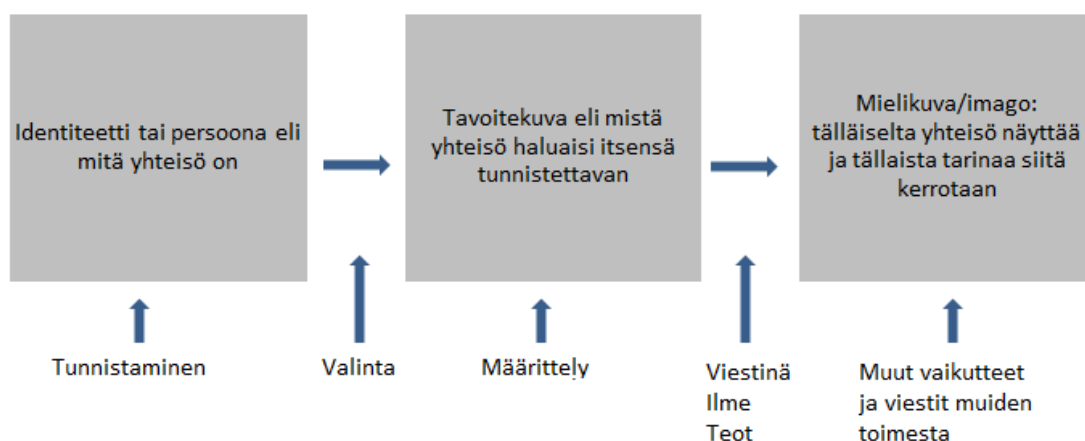 Identiteetti tai persoona eli
mitä yhteisö on
Tavoitekuva eli mistä
yhteisö haluaisi itsensä
tunnistettavan
Mielikuva/imago:
tälläiselta yhteisö näyttää
ja tällaista tarinaa siitä
kerrotaan
Tunnistaminen
Valinta
Määrittely
Viestinä
Ilme
Teot
Muut vaikutteet
ja viestit muiden
toimesta